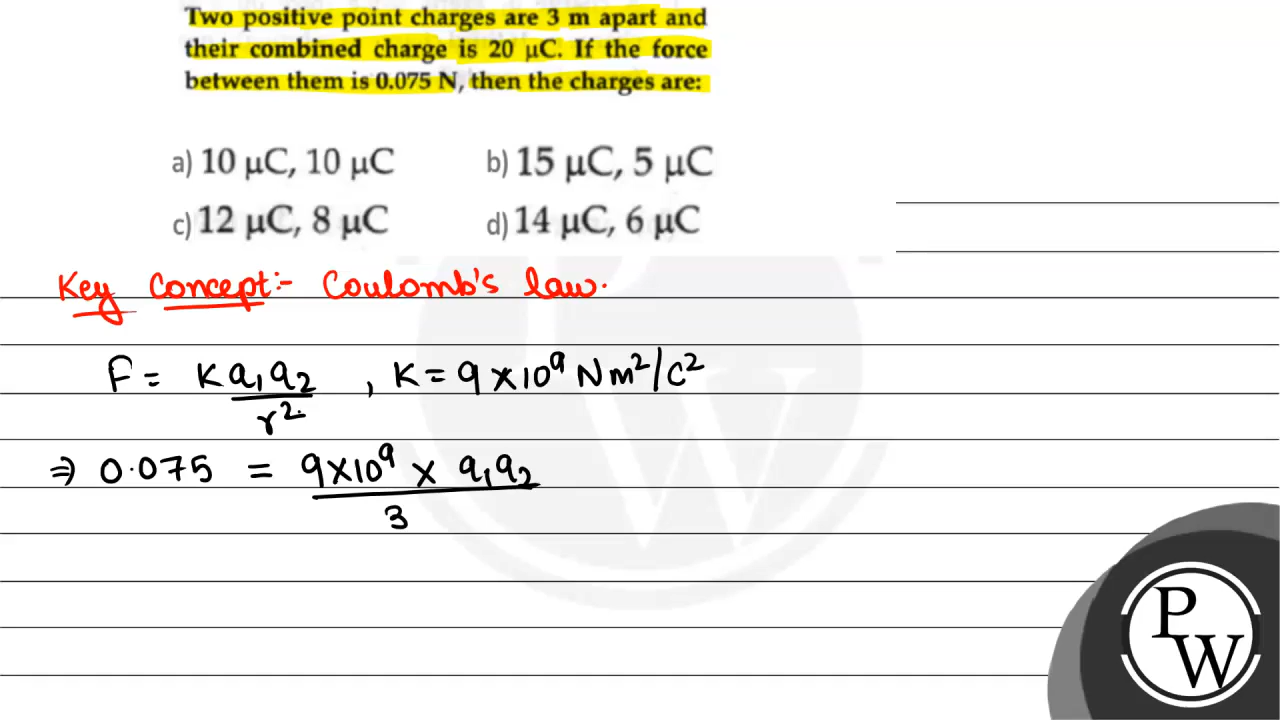 Two positive point charges are 3 m apart and
their combined charge is 20 μC. If the force
between them is 0.075 N, then the charges are:
a) 10 μC, 10 μC b) 15 μC, 5 μC
c) 12 μC, 8 μC d) 14 μC, 6 μC
Key Concept:- Coulomb's law.
F = K q₁q₂ / r² , K = 9×10⁹ Nm²/C²
⇒ 0.075 = 9×10⁹ × q₁q₂ / 3
P
W